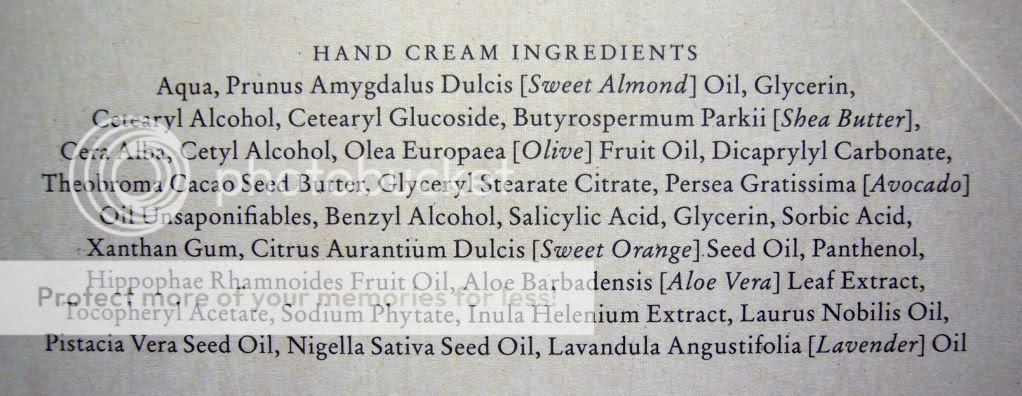 HAND CREAM INGREDIENTS
Aqua, Prunus Amygdalus Dulcis [Sweet Almond] Oil, Glycerin,
Cetearyl Alcohol, Cetearyl Glucoside, Butyrospermum Parkii [Shea Butter],
Cera Alba, Cetyl Alcohol, Olea Europaea [Olive] Fruit Oil, Dicaprylyl Carbonate,
photobucket
Theobroma Cacao Seed Butter, Glyceryl Stearate Citrate, Persea Gratissima [Avocado]
Oil Unsaponifiables, Benzyl Alcohol, Salicylic Acid, Glycerin, Sorbic Acid,
Xanthan Gum, Citrus Aurantium Dulcis [Sweet Orange] Seed Oil, Panthenol,
Hippophae Rhamnoides Fruit Oil, Aloe Barbadensis [Aloe Vera] Leaf Extract,
Protect more of your memories for less!
Tocopheryl Acetate, Sodium Phytate, Inula Helenium Extract, Laurus Nobilis Oil,
Pistacia Vera Seed Oil, Nigella Sativa Seed Oil, Lavandula Angustifolia [Lavender] Oil